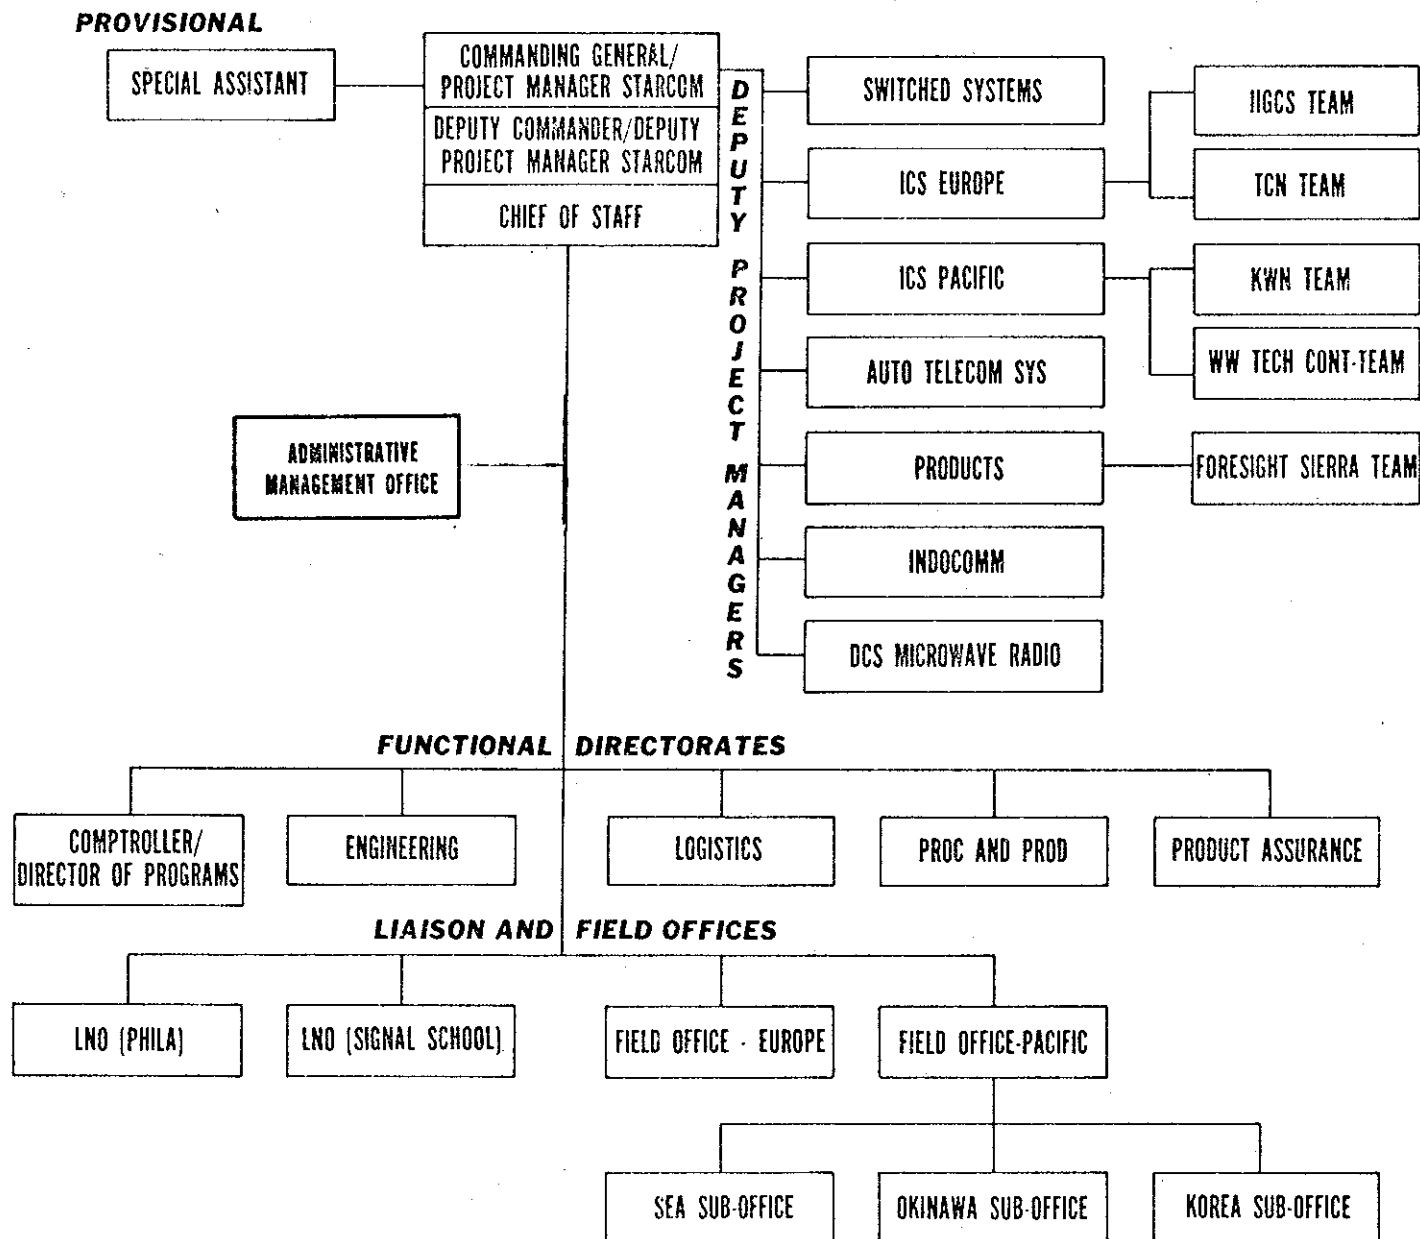 PROVISIONAL
SPECIAL ASSISTANT
COMMANDING GENERAL/
PROJECT MANAGER STARCOM
DEPUTY COMMANDER/DEPUTY
PROJECT MANAGER STARCOM
CHIEF OF STAFF
DEPUTY PROJECT MANAGERS
SWITCHED SYSTEMS
ICS EUROPE
IIGCS TEAM
TCN TEAM
ICS PACIFIC
KWN TEAM
WW TECH CONT-TEAM
AUTO TELECOM SYS
PRODUCTS
FORESIGHT SIERRA TEAM
INDOCOMM
DCS MICROWAVE RADIO
ADMINISTRATIVE
MANAGEMENT OFFICE
FUNCTIONAL DIRECTORATES
COMPTROLLER/
DIRECTOR OF PROGRAMS
ENGINEERING
LOGISTICS
PROC AND PROD
PRODUCT ASSURANCE
LIAISON AND FIELD OFFICES
LNO (PHILA)
LNO (SIGNAL SCHOOL)
FIELD OFFICE - EUROPE
FIELD OFFICE-PACIFIC
SEA SUB-OFFICE
OKINAWA SUB-OFFICE
KOREA SUB-OFFICE